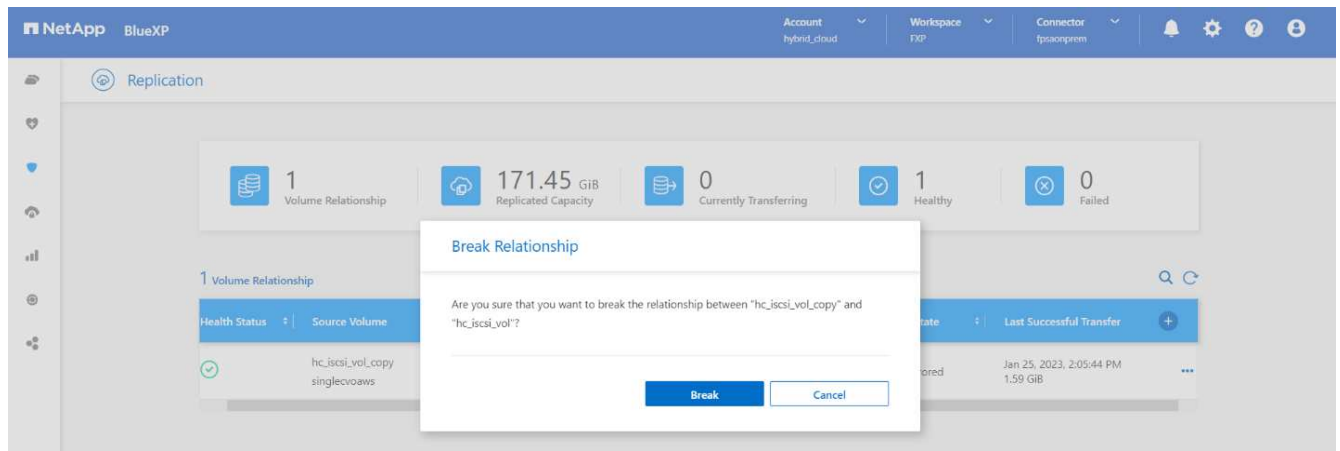 NetApp BlueXP
Account
hybrid_cloud
Workspace
FXP
Connector
fpsaonprem
Replication
1
Volume Relationship
171.45 GiB
Replicated Capacity
0
Currently Transferring
1
Healthy
0
Failed
Break Relationship
Are you sure that you want to break the relationship between "hc_iscsi_vol_copy" and
"hc_iscsi_vol"?
Break Cancel
1 Volume Relationship
Health Status Source Volume tate Last Successful Transfer
hc_iscsi_vol_copy
singlecvoaws
ored
Jan 25, 2023, 2:05:44 PM
1.59 GiB